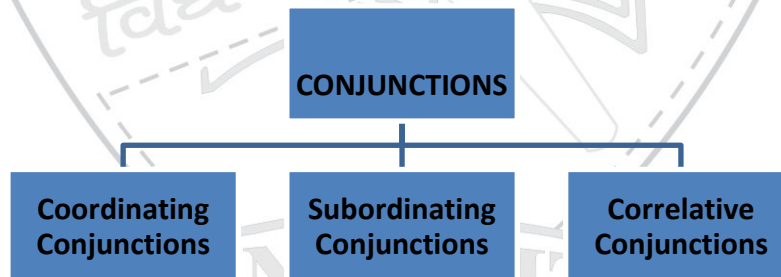 CONJUNCTIONS
Coordinating
Conjunctions
Subordinating
Conjunctions
Correlative
Conjunctions